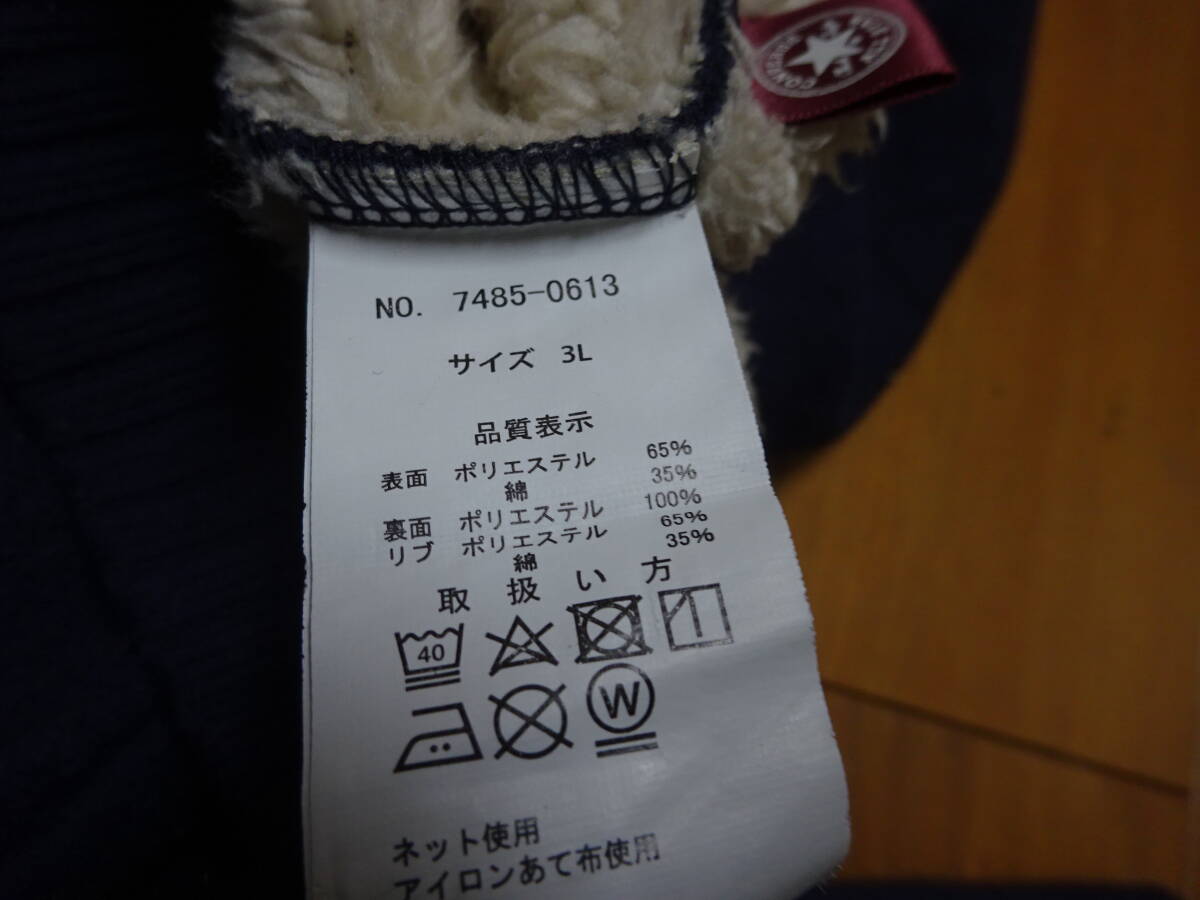 NO. 7485-0613
サイズ 3L
品質表示
表面 ポリエステル 65%
綿 35%
裏面 ポリエステル 100%
リブ ポリエステル 65%
綿 35%
取扱い方
40
W
ネット使用
アイロンあて布使用